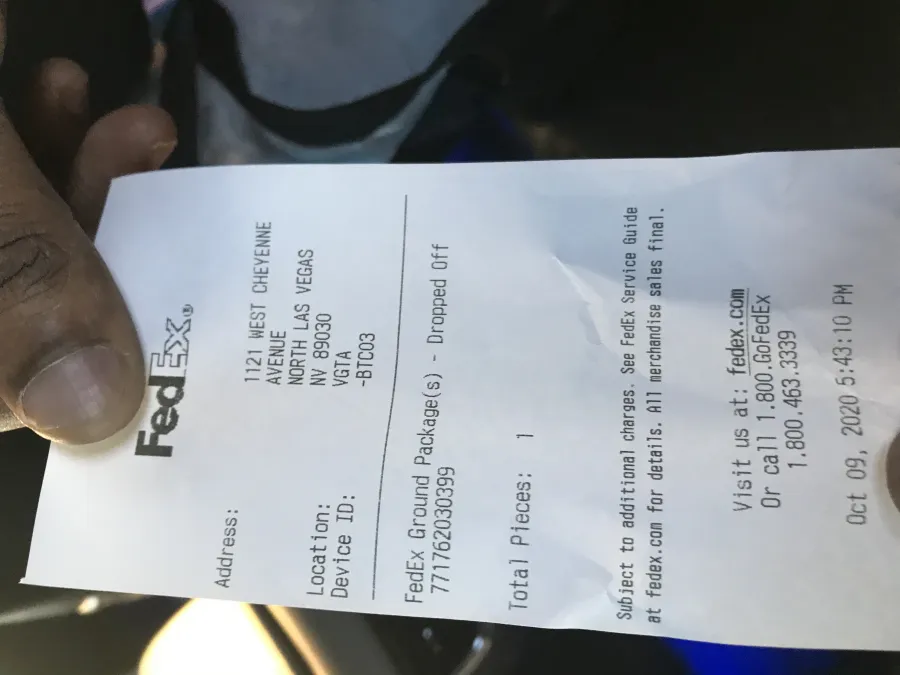 FedEx®
Address: 1121 WEST CHEYENNE
AVENUE
NORTH LAS VEGAS
NV 89030
Location: VGTA
Device ID: -BTC03
FedEx Ground Package(s) - Dropped Off
771762030399
Total Pieces: 1
Subject to additional charges. See FedEx Service Guide
at fedex.com for details. All merchandise sales final.
Visit us at: fedex.com
Or call 1.800.GoFedEx
1.800.463.3339
Oct 09, 2020 5:43:10 PM